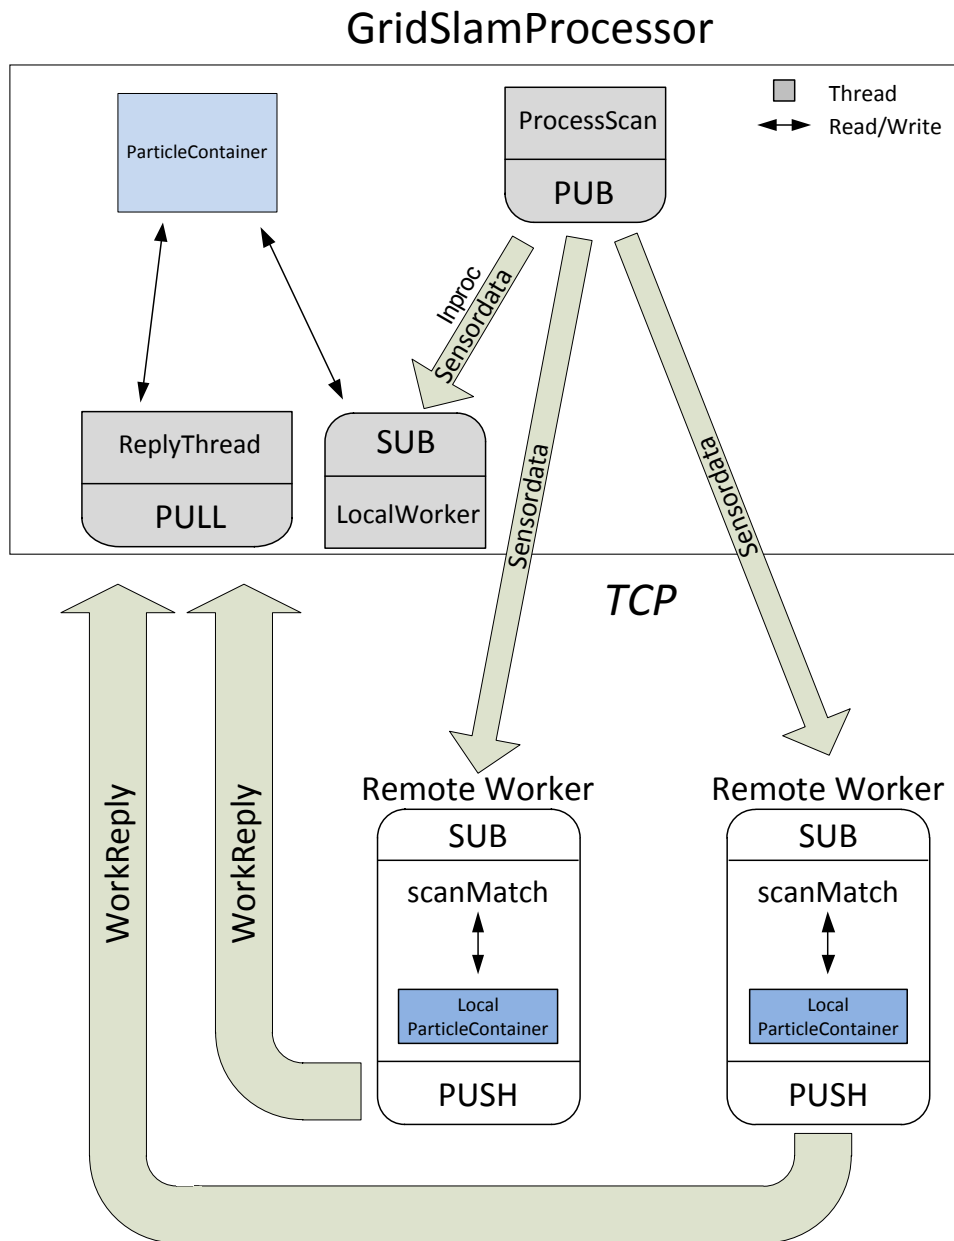 GridSlamProcessor
ParticleContainer
ProcessScan
PUB
Thread
Read/Write
Inproc
Sensordata
ReplyThread
PULL
SUB
LocalWorker
Sensordata
Sensordata
TCP
WorkReply
WorkReply
Remote Worker
SUB
scanMatch
Local
ParticleContainer
PUSH
Remote Worker
SUB
scanMatch
Local
ParticleContainer
PUSH